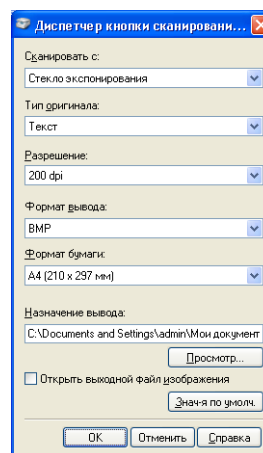 Диспетчер кнопки сканировани...
Сканировать с:
Стекло экспонирования
Тип оригинала:
Текст
Разрешение:
200 dpi
Формат вывода:
BMP
Формат бумаги:
A4 (210 x 297 мм)
Назначение вывода:
C:\Documents and Settings\admin\Мои документ
Просмотр...
Открыть выходной файл изображения
Знач-я по умолч.
OK Отменить Справка